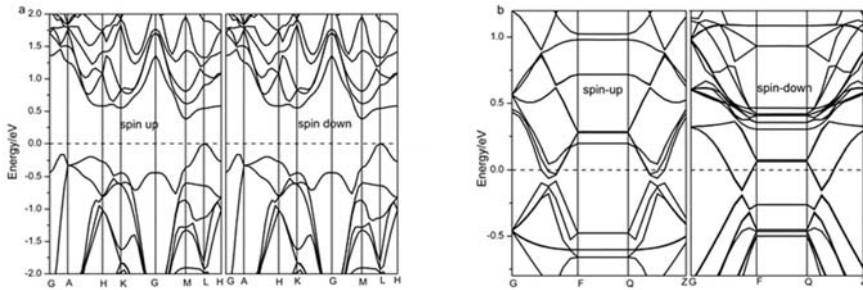 a
b
Energy/eV
2.0
1.5
1.0
0.5
0.0
-0.5
-1.0
-1.5
-2.0
spin up
spin down
G A H K G M L H
G A H K G M L H
Energy/eV
1.0
0.5
0.0
-0.5
spin-up
spin-down
G F Q Z
G F Q